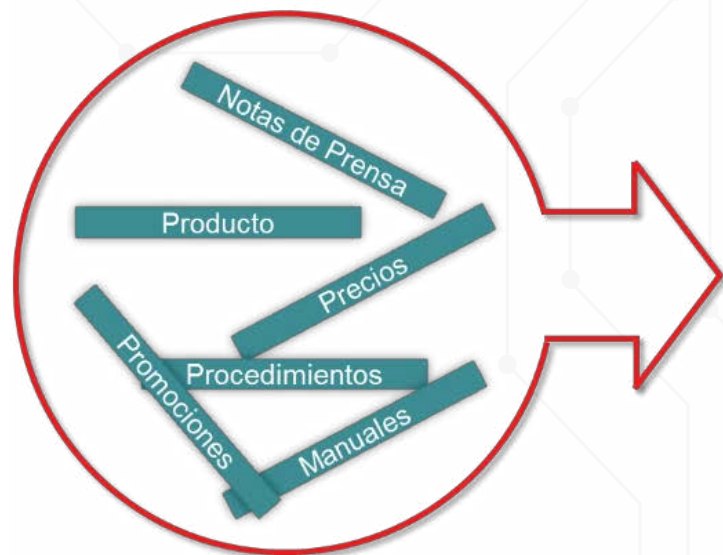 Notas de Prensa
Producto
Precios
Promociones
Procedimientos
Manuales